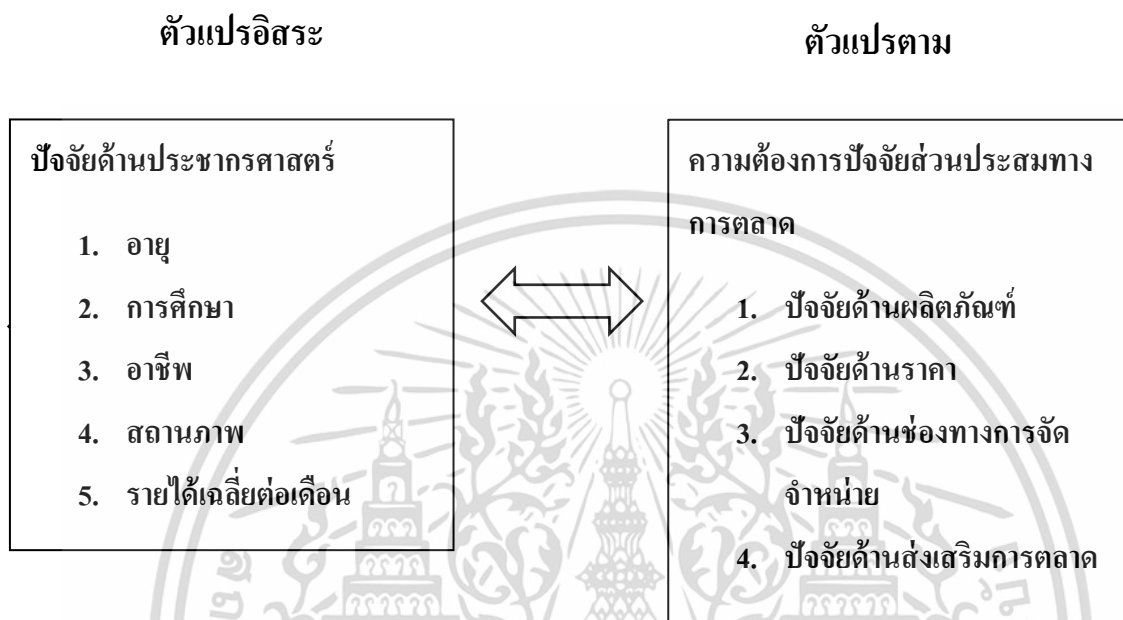 ตัวแปรอิสระ
ตัวแปรตาม
ปัจจัยด้านประชากรศาสตร์
1. อายุ
2. การศึกษา
3. อาชีพ
4. สถานภาพ
5. รายได้เฉลี่ยต่อเดือน
ความต้องการปัจจัยส่วนประสมทาง
การตลาด
1. ปัจจัยด้านผลิตภัณฑ์
2. ปัจจัยด้านราคา
3. ปัจจัยด้านช่องทางการจัด
จำหน่าย
4. ปัจจัยด้านส่งเสริมการตลาด